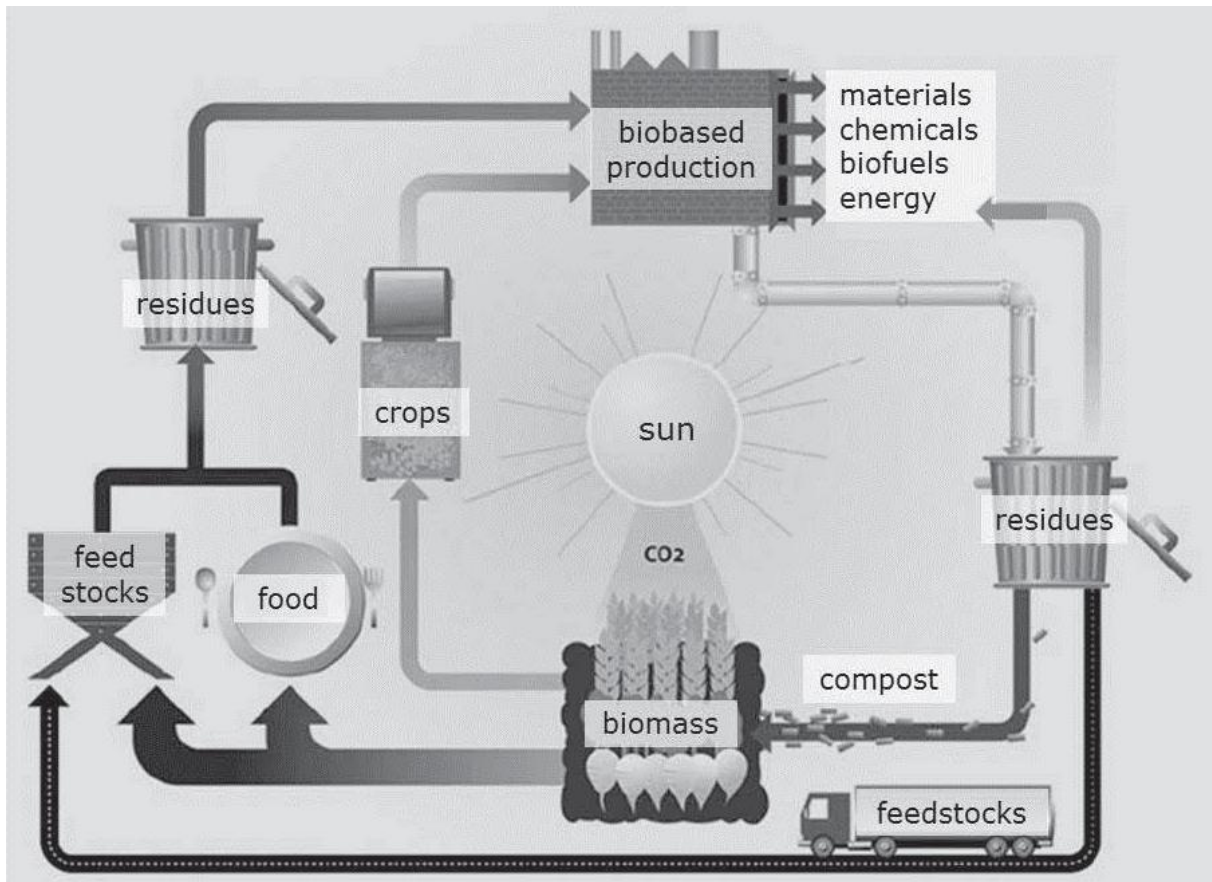 biobased
production
materials
chemicals
biofuels
energy
residues
crops
sun
CO2
residues
feed
stocks
food
biomass
compost
feedstocks